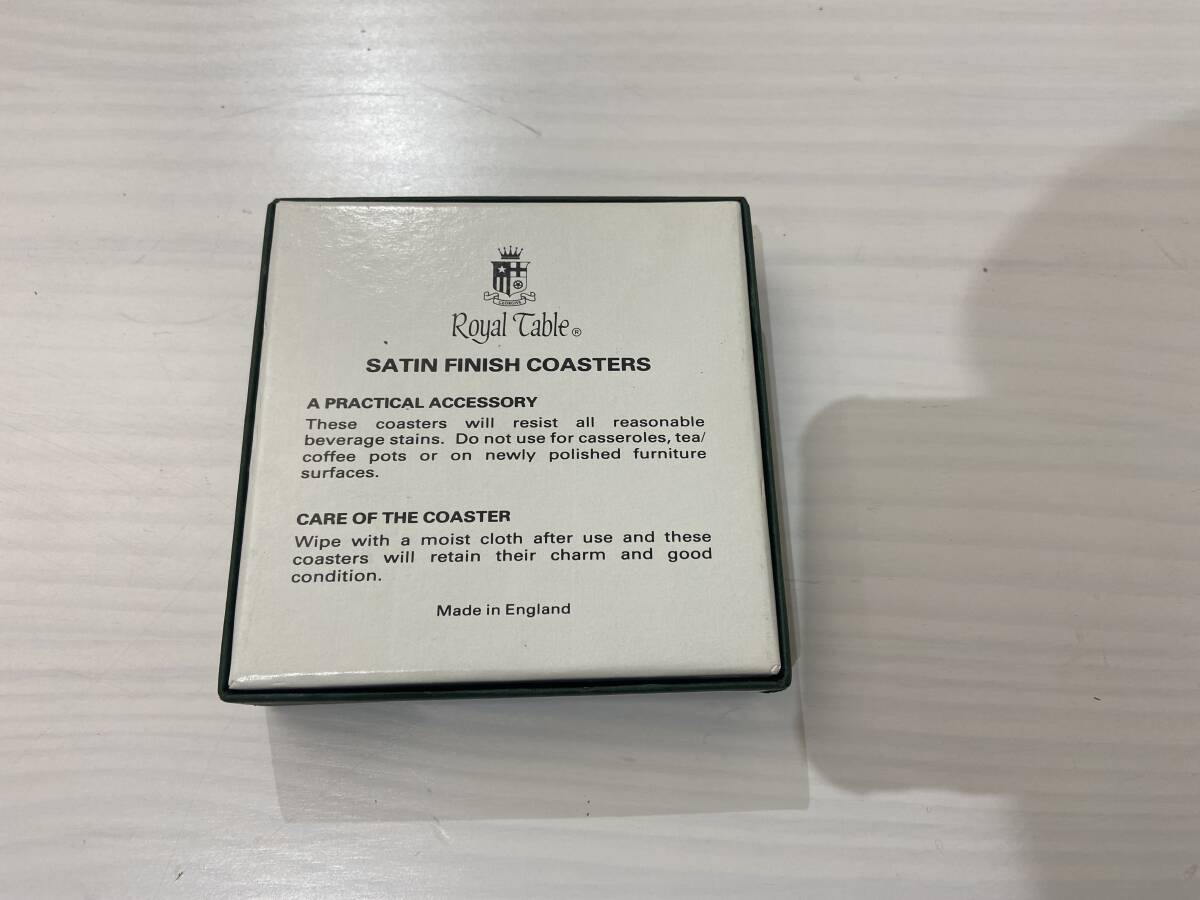 Royal Table®
SATIN FINISH COASTERS
A PRACTICAL ACCESSORY
These coasters will resist all reasonable
beverage stains. Do not use for casseroles, tea/
coffee pots or on newly polished furniture
surfaces.
CARE OF THE COASTER
Wipe with a moist cloth after use and these
coasters will retain their charm and good
condition.
Made in England